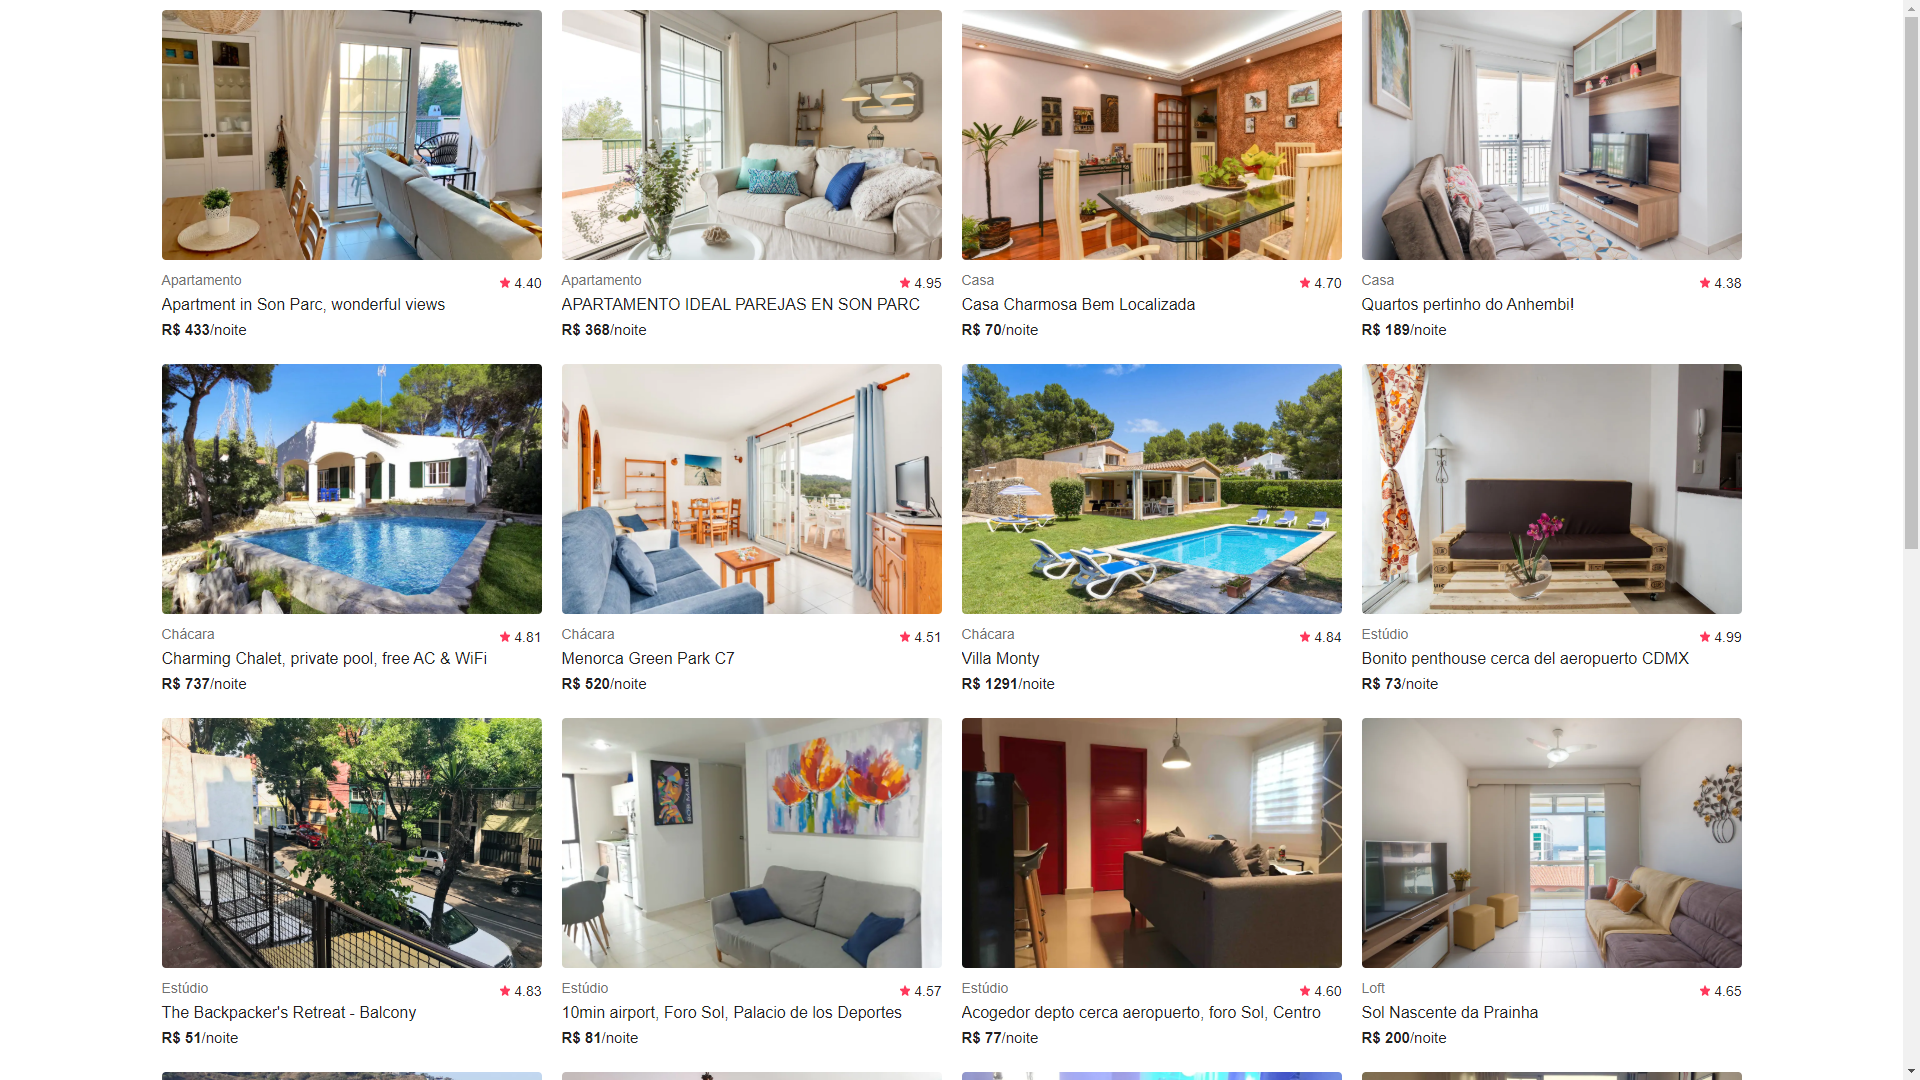 Apartamento
4.40
Apartment in Son Parc, wonderful views
R$ 433/noite
Apartamento
4.95
APARTAMENTO IDEAL PAREJAS EN SON PARC
R$ 368/noite
Casa
4.70
Casa Charmosa Bem Localizada
R$ 70/noite
Casa
4.38
Quartos pertinho do Anhembi!
R$ 189/noite
Chácara
4.81
Charming Chalet, private pool, free AC & WiFi
R$ 737/noite
Chácara
4.51
Menorca Green Park C7
R$ 520/noite
Chácara
4.84
Villa Monty
R$ 1291/noite
Estúdio
4.99
Bonito penthouse cerca del aeropuerto CDMX
R$ 73/noite
BOB MARLEY
Estúdio
4.83
The Backpacker's Retreat - Balcony
R$ 51/noite
Estúdio
4.57
10min airport, Foro Sol, Palacio de los Deportes
R$ 81/noite
Estúdio
4.60
Acogedor depto cerca aeropuerto, foro Sol, Centro
R$ 77/noite
Loft
4.65
Sol Nascente da Prainha
R$ 200/noite